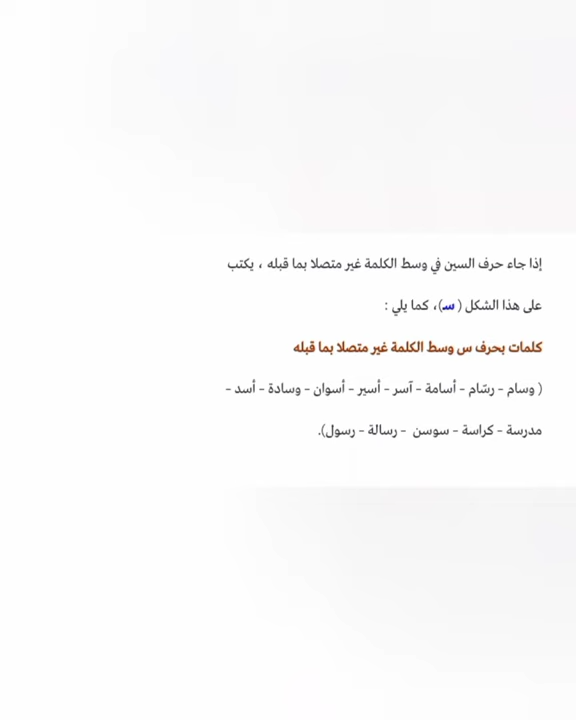 إذا جاء حرف السين في وسط الكلمة غير متصلا بما قبله ، يكتب
على هذا الشكل ( سـ)، كما يلي :
كلمات بحرف س وسط الكلمة غير متصلا بما قبله
( وسام – رسّام – أسامة – آسر – أسير – أسوان – وسادة – أسد –
مدرسة – كراسة – سوسن – رسالة – رسول).